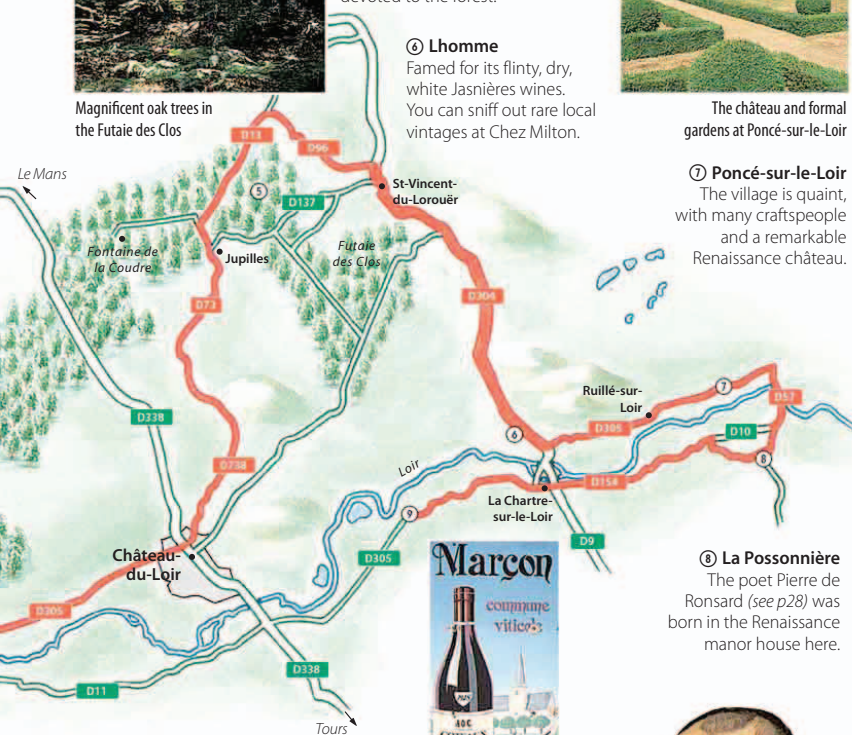 devoted to the forest.
⑥ Lhomme
Famed for its flinty, dry,
white Jasnières wines.
You can sniff out rare local
vintages at Chez Milton.
Magnificent oak trees in
the Futaie des Clos
The château and formal
gardens at Poncé-sur-le-Loir
⑦ Poncé-sur-le-Loir
The village is quaint,
with many craftspeople
and a remarkable
Renaissance château.
Le Mans
D13
D96
⑤
D137
St-Vincent-
du-Lorouër
Fontaine de
la Coudre
Jupilles
Futaie
des Clos
D73
D304
D338
Ruillé-sur-
Loir
⑦
D57
⑥
D305
D10
D738
⑧
Loir
D154
La Chartre-
sur-le-Loir
⑨
D9
Château-
du-Loir
D305
D305
Marçon
commune
viticole
AOC
D338
D11
Tours
⑧ La Possonnière
The poet Pierre de
Ronsard (see p28) was
born in the Renaissance
manor house here.